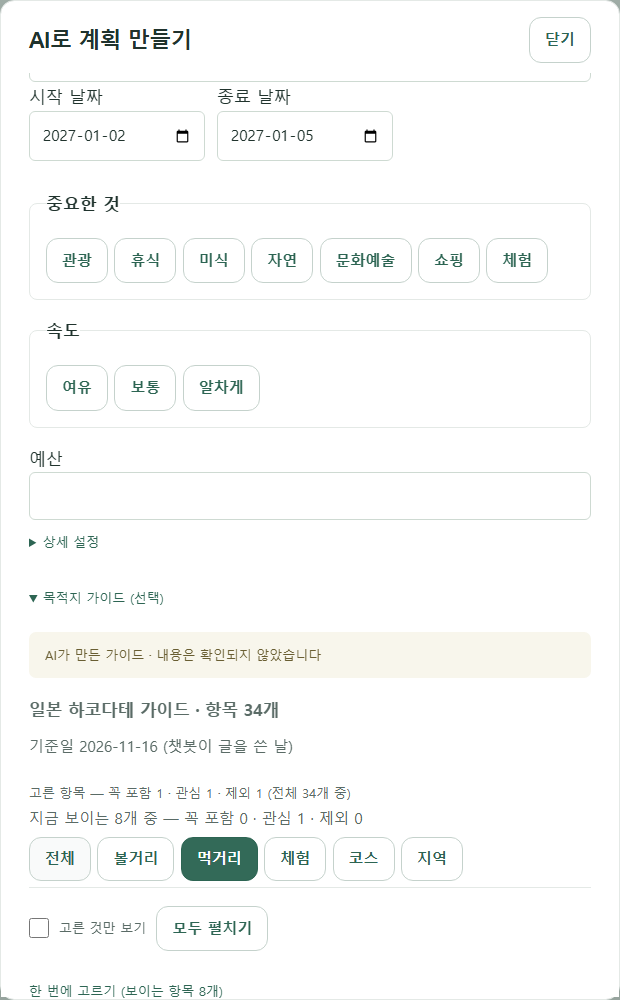 AI로 계획 만들기
닫기
시작 날짜
종료 날짜
2027-01-02
2027-01-05
중요한 것
관광
휴식
미식
자연
문화예술
쇼핑
체험
속도
여유
보통
알차게
예산
▶ 상세 설정
▼ 목적지 가이드 (선택)
AI가 만든 가이드 · 내용은 확인되지 않았습니다
일본 하코다테 가이드 · 항목 34개
기준일 2026-11-16 (챗봇이 글을 쓴 날)
고른 항목 — 꼭 포함 1 · 관심 1 · 제외 1 (전체 34개 중)
지금 보이는 8개 중 — 꼭 포함 0 · 관심 1 · 제외 0
전체
볼거리
먹거리
체험
코스
지역
고른 것만 보기
모두 펼치기
한 번에 고르기 (보이는 항목 8개)